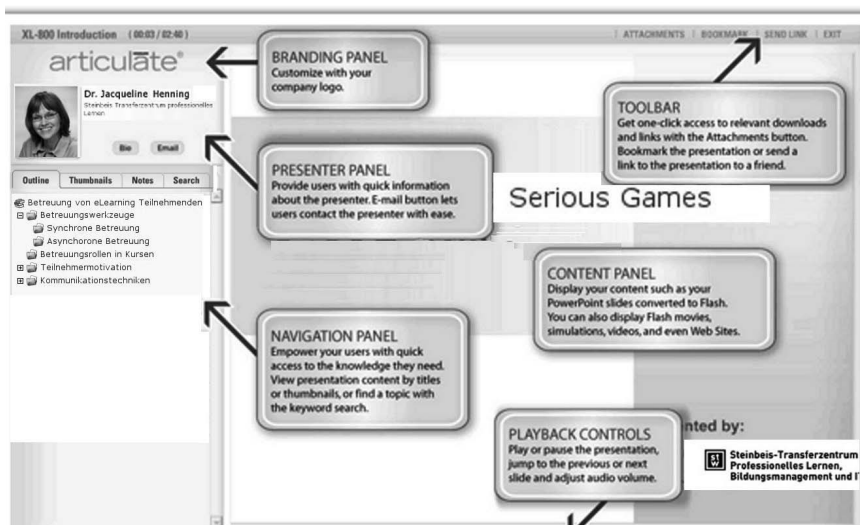 XL-800 Introduction ( 00:03 / 02:40 )
ATTACHMENTS | BOOKMARK | SEND LINK | EXIT
articulāte®
Dr. Jacqueline Henning
Steinbeis Transferzentrum professionelles
Lernen
Bio Email
Outline Thumbnails Notes Search
Betreuung von eLearning Teilnehmenden
Betreuungswerkzeuge
Synchrone Betreuung
Asynchorone Betreuung
Betreuungsrollen in Kursen
Teilnehmermotivation
Kommunikationstechniken
BRANDING PANEL
Customize with your
company logo.
TOOLBAR
Get one-click access to relevant downloads
and links with the Attachments button.
Bookmark the presentation or send a
link to the presentation to a friend.
PRESENTER PANEL
Provide users with quick information
about the presenter. E-mail button lets
users contact the presenter with ease.
Serious Games
CONTENT PANEL
Display your content such as your
PowerPoint slides converted to Flash.
You can also display Flash movies,
simulations, videos, and even Web Sites.
NAVIGATION PANEL
Empower your users with quick
access to the knowledge they need.
View presentation content by titles
or thumbnails, or find a topic with
the keyword search.
PLAYBACK CONTROLS
Play or pause the presentation,
jump to the previous or next
slide and adjust audio volume.
nted by:
Steinbeis-Transferzentrum
Professionelles Lernen,
Bildungsmanagement und